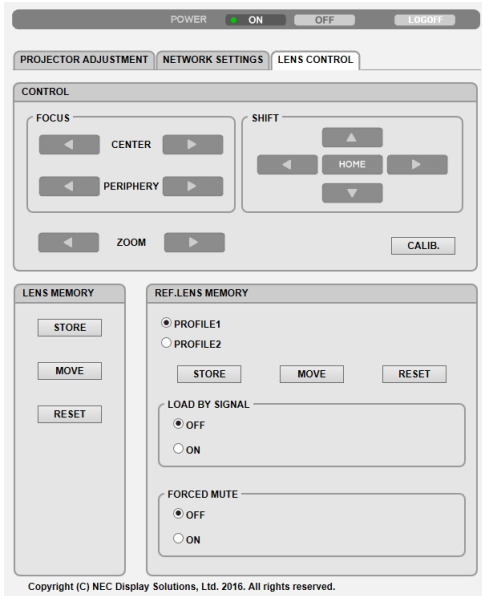 POWER ON OFF LOGOFF
PROJECTOR ADJUSTMENT NETWORK SETTINGS LENS CONTROL
CONTROL
FOCUS SHIFT
CENTER
HOME
PERIPHERY
ZOOM
CALIB.
LENS MEMORY REF.LENS MEMORY
STORE
PROFILE1
PROFILE2
MOVE
STORE MOVE RESET
RESET
LOAD BY SIGNAL
OFF
ON
FORCED MUTE
OFF
ON
Copyright (C) NEC Display Solutions, Ltd. 2016. All rights reserved.